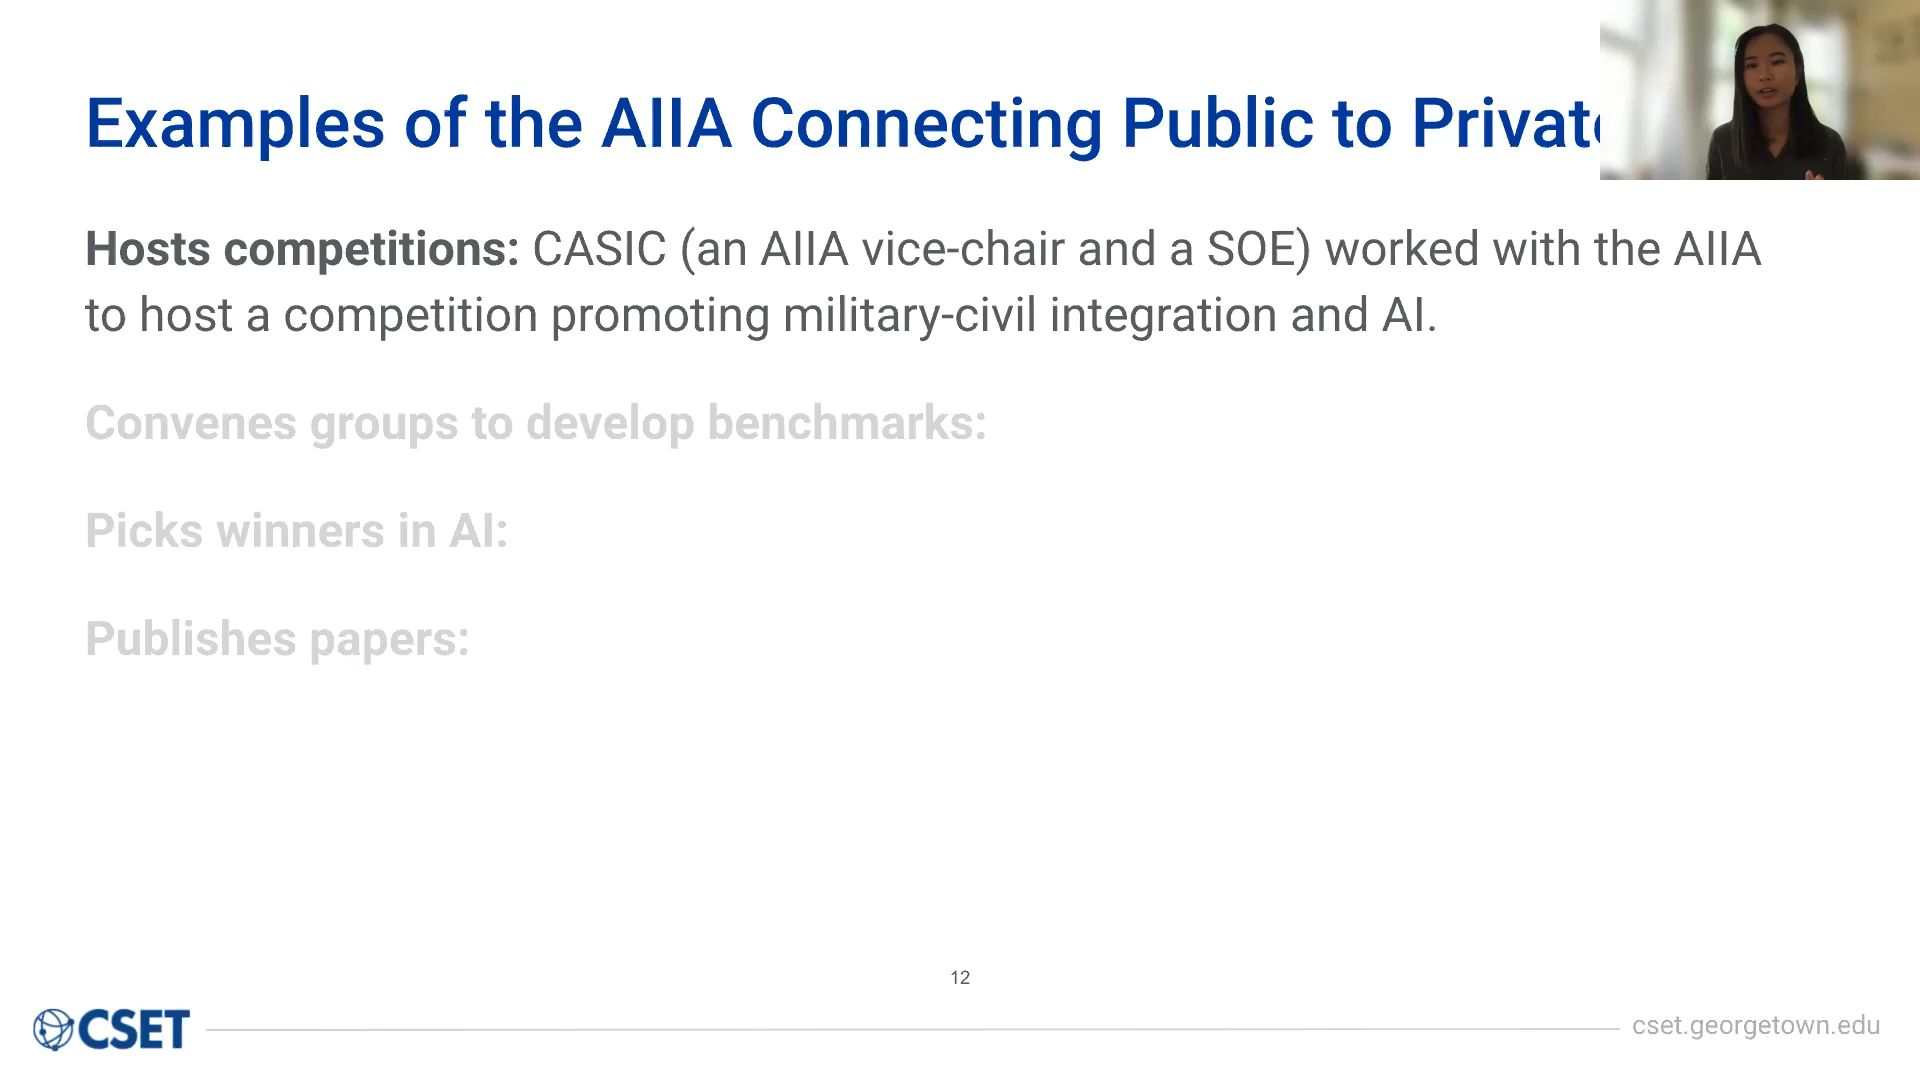 Examples of the AIIA Connecting Public to Privat
Hosts competitions: CASIC (an AIIA vice-chair and a SOE) worked with the AIIA
to host a competition promoting military-civil integration and AI.
Convenes groups to develop benchmarks:
Picks winners in AI:
Publishes papers:
12
CSET
cset.georgetown.edu